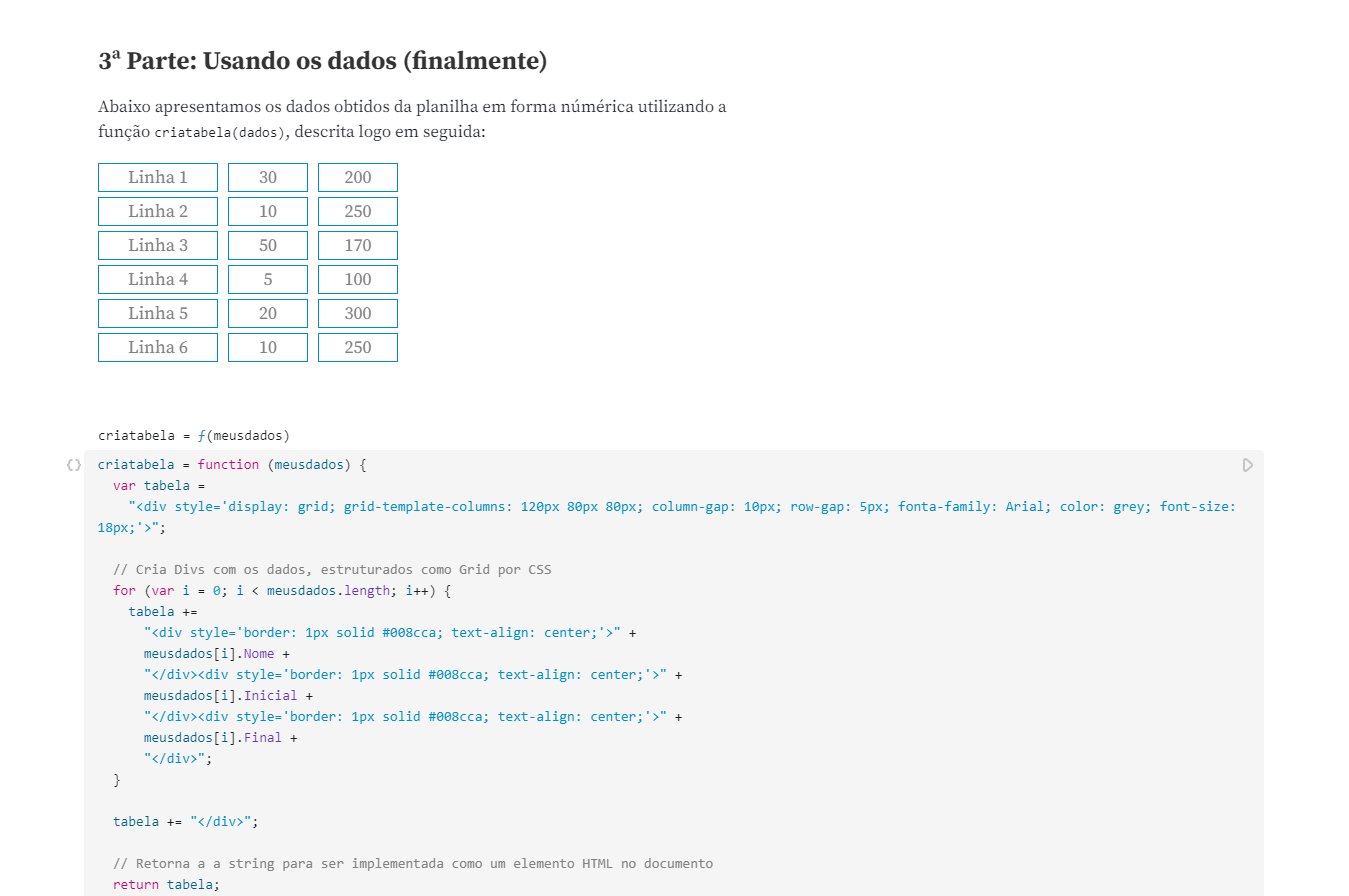 3ª Parte: Usando os dados (finalmente)
Abaixo apresentamos os dados obtidos da planilha em forma númérica utilizando a
função criatabela(dados), descrita logo em seguida:
Linha 1 30 200
Linha 2 10 250
Linha 3 50 170
Linha 4 5 100
Linha 5 20 300
Linha 6 10 250
criatabela = ƒ(meusdados)
{} criatabela = function (meusdados) {
var tabela =
"<div style='display: grid; grid-template-columns: 120px 80px 80px; column-gap: 10px; row-gap: 5px; fonta-family: Arial; color: grey; font-size:
18px;'>";
// Cria Divs com os dados, estruturados como Grid por CSS
for (var i = 0; i < meusdados.length; i++) {
tabela +=
"<div style='border: 1px solid #008cca; text-align: center;'>" +
meusdados[i].Nome +
"</div><div style='border: 1px solid #008cca; text-align: center;'>" +
meusdados[i].Inicial +
"</div><div style='border: 1px solid #008cca; text-align: center;'>" +
meusdados[i].Final +
"</div>";
}
tabela += "</div>";
// Retorna a a string para ser implementada como um elemento HTML no documento
return tabela;